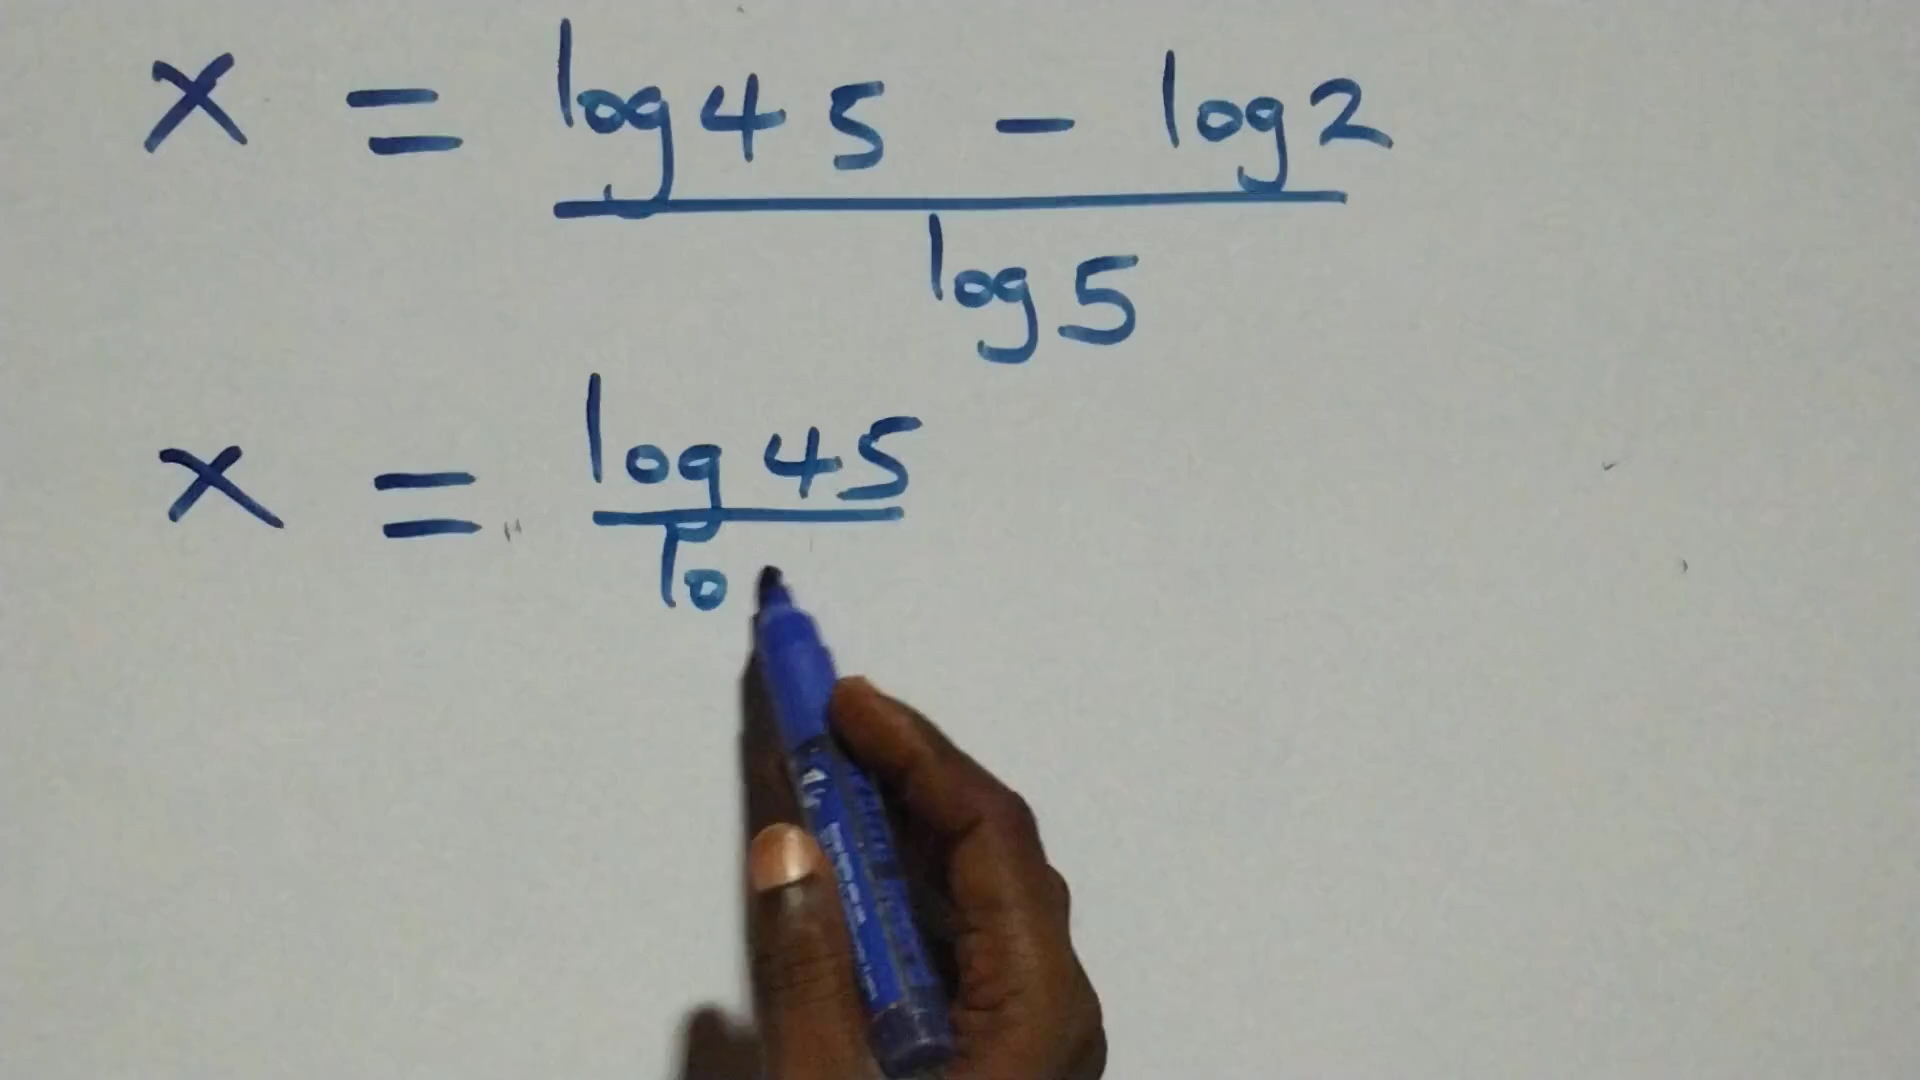 x = (log 45 - log 2) / log 5
x = log 45 / lo